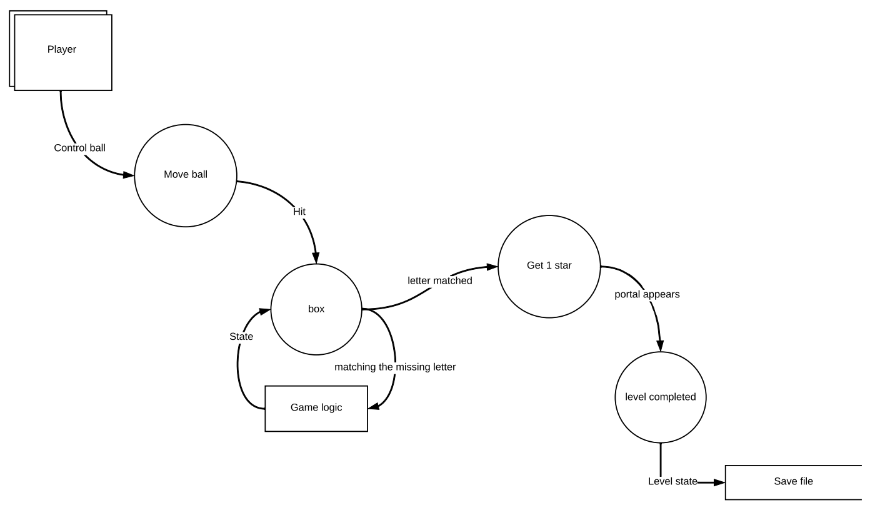 Player
Control ball
Move ball
Hit
box
letter matched
Get 1 star
portal appears
State
matching the missing letter
Game logic
level completed
Level state
Save file